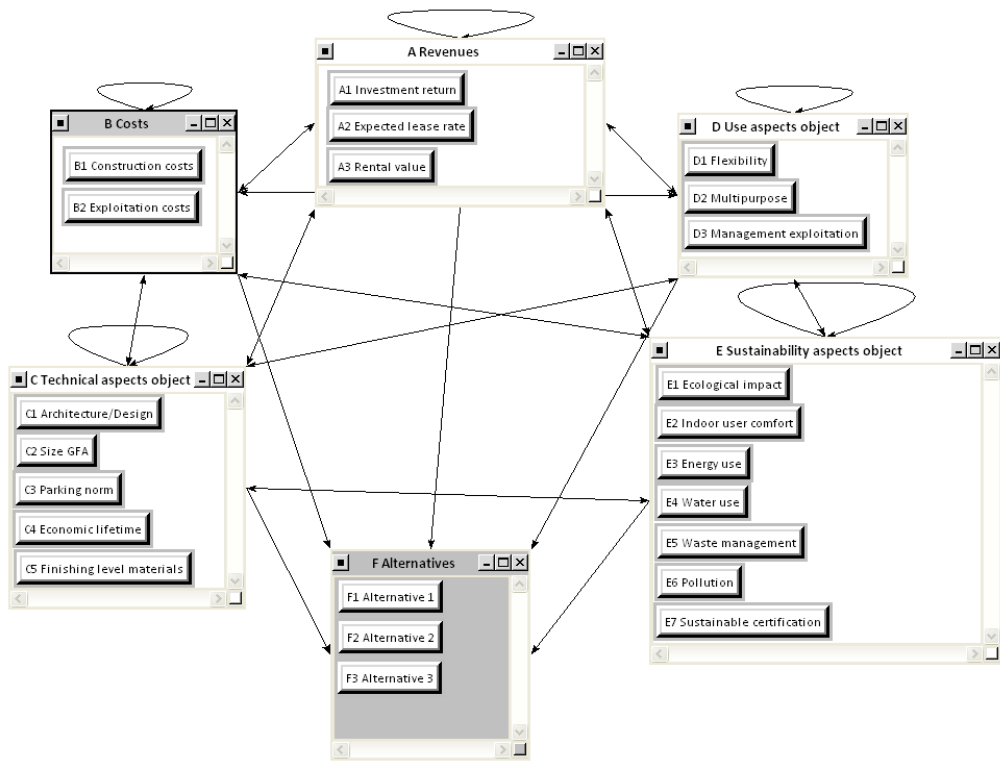 A Revenues
A1 Investment return
A2 Expected lease rate
A3 Rental value
B Costs
B1 Construction costs
B2 Exploitation costs
D Use aspects object
D1 Flexibility
D2 Multipurpose
D3 Management exploitation
C Technical aspects object
C1 Architecture/Design
C2 Size GFA
C3 Parking norm
C4 Economic lifetime
C5 Finishing level materials
E Sustainability aspects object
E1 Ecological impact
E2 Indoor user comfort
E3 Energy use
E4 Water use
E5 Waste management
E6 Pollution
E7 Sustainable certification
F Alternatives
F1 Alternative 1
F2 Alternative 2
F3 Alternative 3